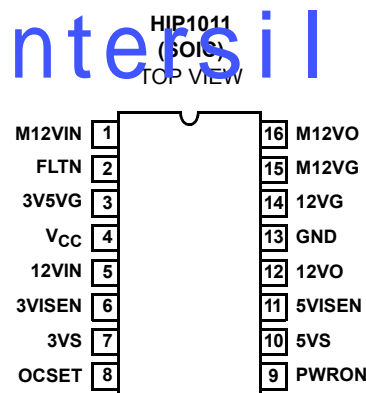 HIP1011
(SOIC)
TOP VIEW
ntersil
M12VIN 1 16 M12VO
FLTN 2 15 M12VG
3V5VG 3 14 12VG
VCC 4 13 GND
12VIN 5 12 12VO
3VISEN 6 11 5VISEN
3VS 7 10 5VS
OCSET 8 9 PWRON